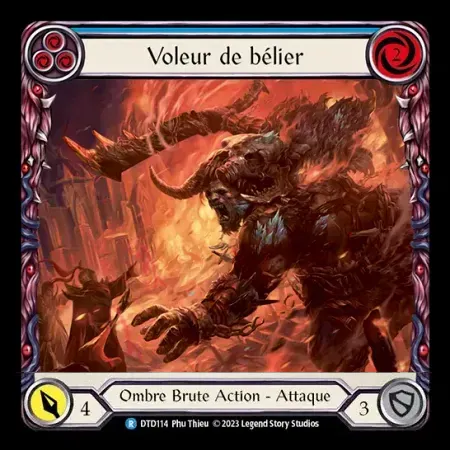 Voleur de bélier
2
4
Ombre Brute Action - Attaque
3
R DTD114 Phu Thieu © 2023 Legend Story Studios